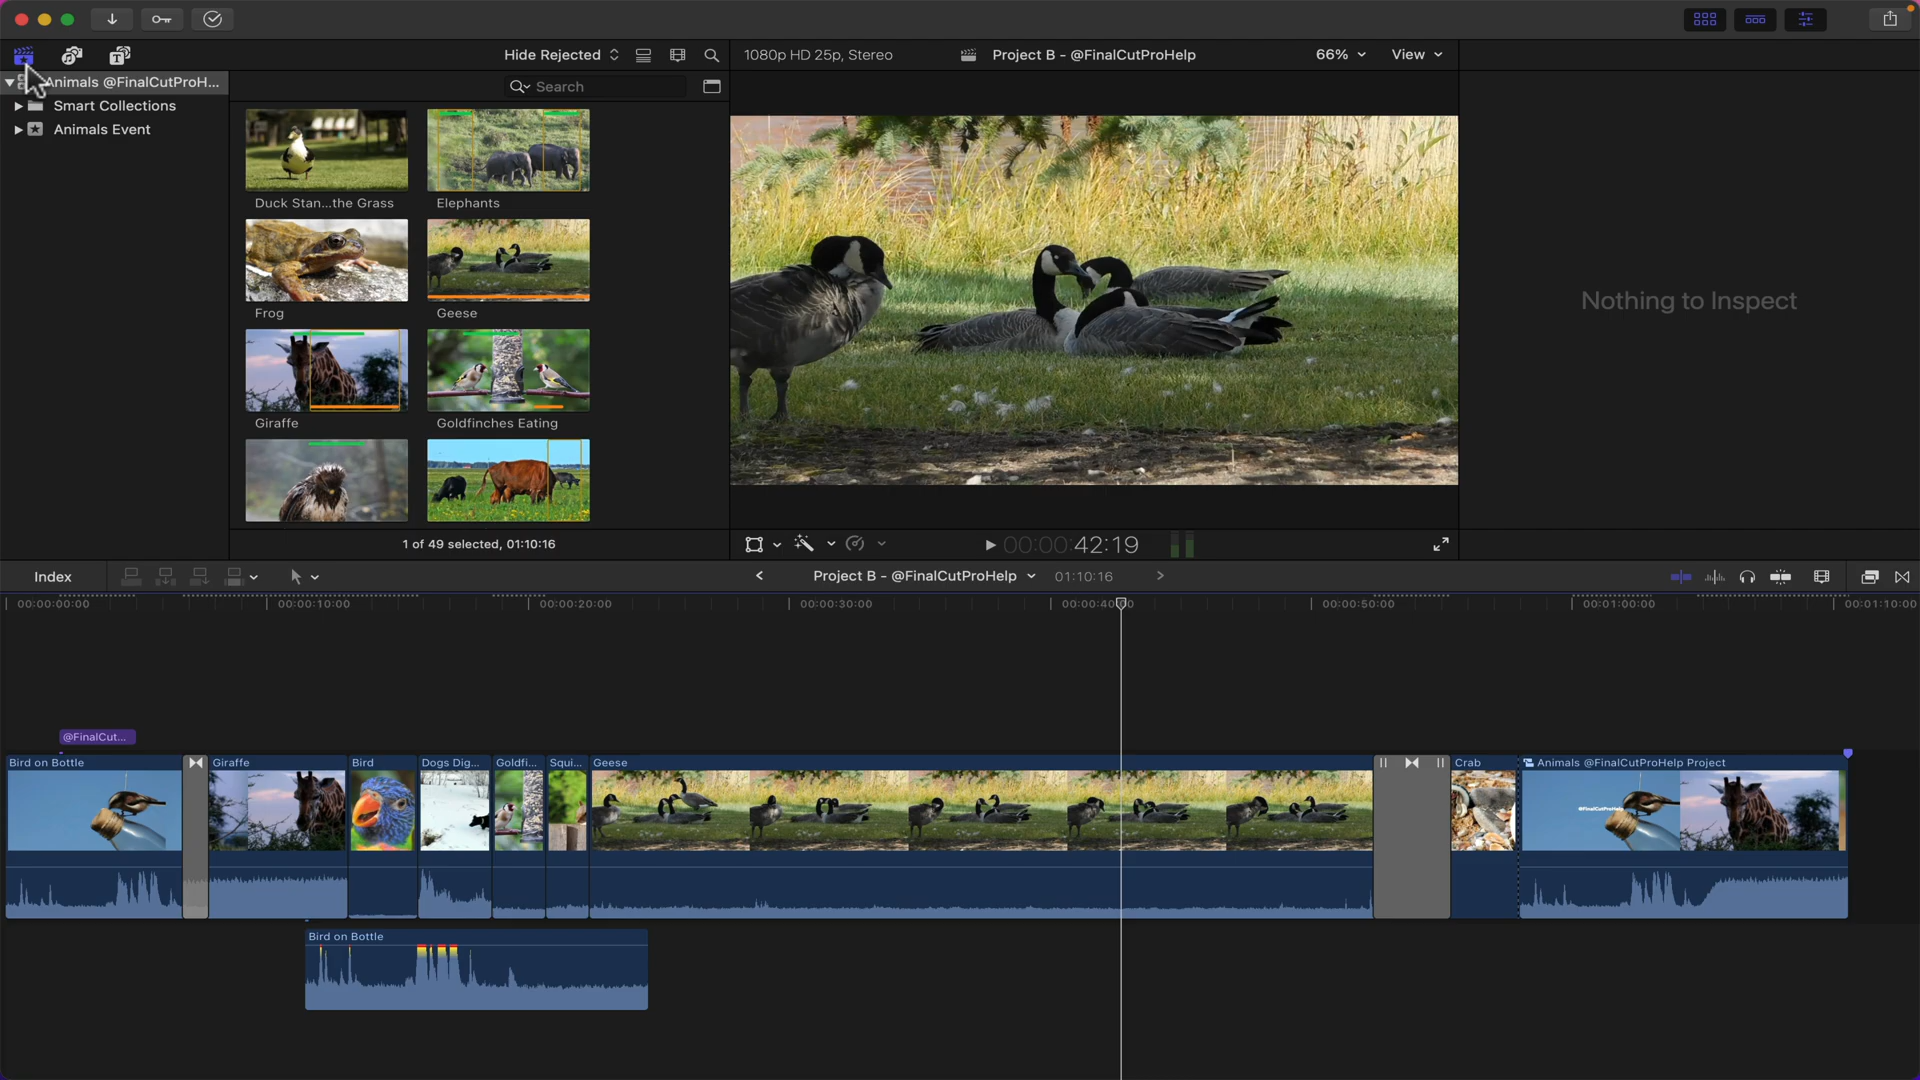 Hide Rejected
1080p HD 25p, Stereo
Project B - @FinalCutProHelp
66%
View
Animals @FinalCutProH...
Search
Smart Collections
Animals Event
Duck Stan...the Grass
Elephants
Frog
Geese
Giraffe
Goldfinches Eating
Nothing to Inspect
1 of 49 selected, 01:10:16
00:00:42:19
Index
Project B - @FinalCutProHelp
01:10:16
00:00:00:00
00:00:10:00
00:00:20:00
00:00:30:00
00:00:50:00
00:01:00:00
00:01:10:00
@FinalCut...
Bird on Bottle
Giraffe
Bird
Dogs Dig...
Goldfi...
Squi...
Geese
Crab
Animals @FinalCutProHelp Project
@FinalCutProHelp
Bird on Bottle